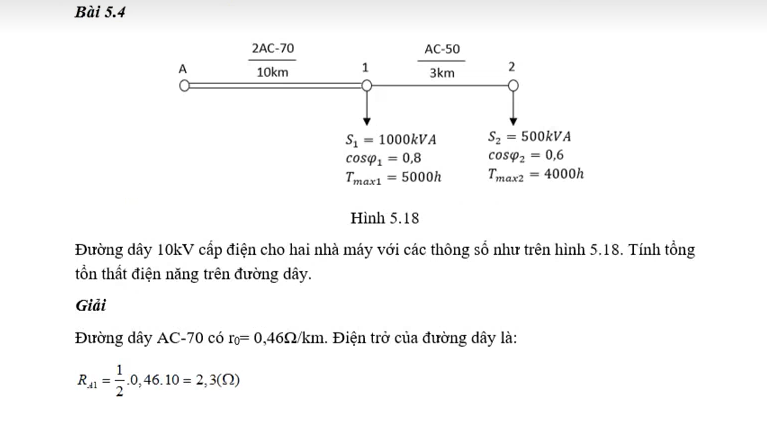 Bài 5.4
2AC-70
10km
AC-50
3km
A
1
2
S₁ = 1000kVA
cosφ₁ = 0,8
Tₘₐₓ₁ = 5000h
S₂ = 500kVA
cosφ₂ = 0,6
Tₘₐₓ₂ = 4000h
Hình 5.18
Đường dây 10kV cấp điện cho hai nhà máy với các thông số như trên hình 5.18. Tính tổng
tổn thất điện năng trên đường dây.
Giải
Đường dây AC-70 có r₀= 0,46Ω/km. Điện trở của đường dây là:
R_A1 = 1/2 .0,46.10 = 2,3(Ω)